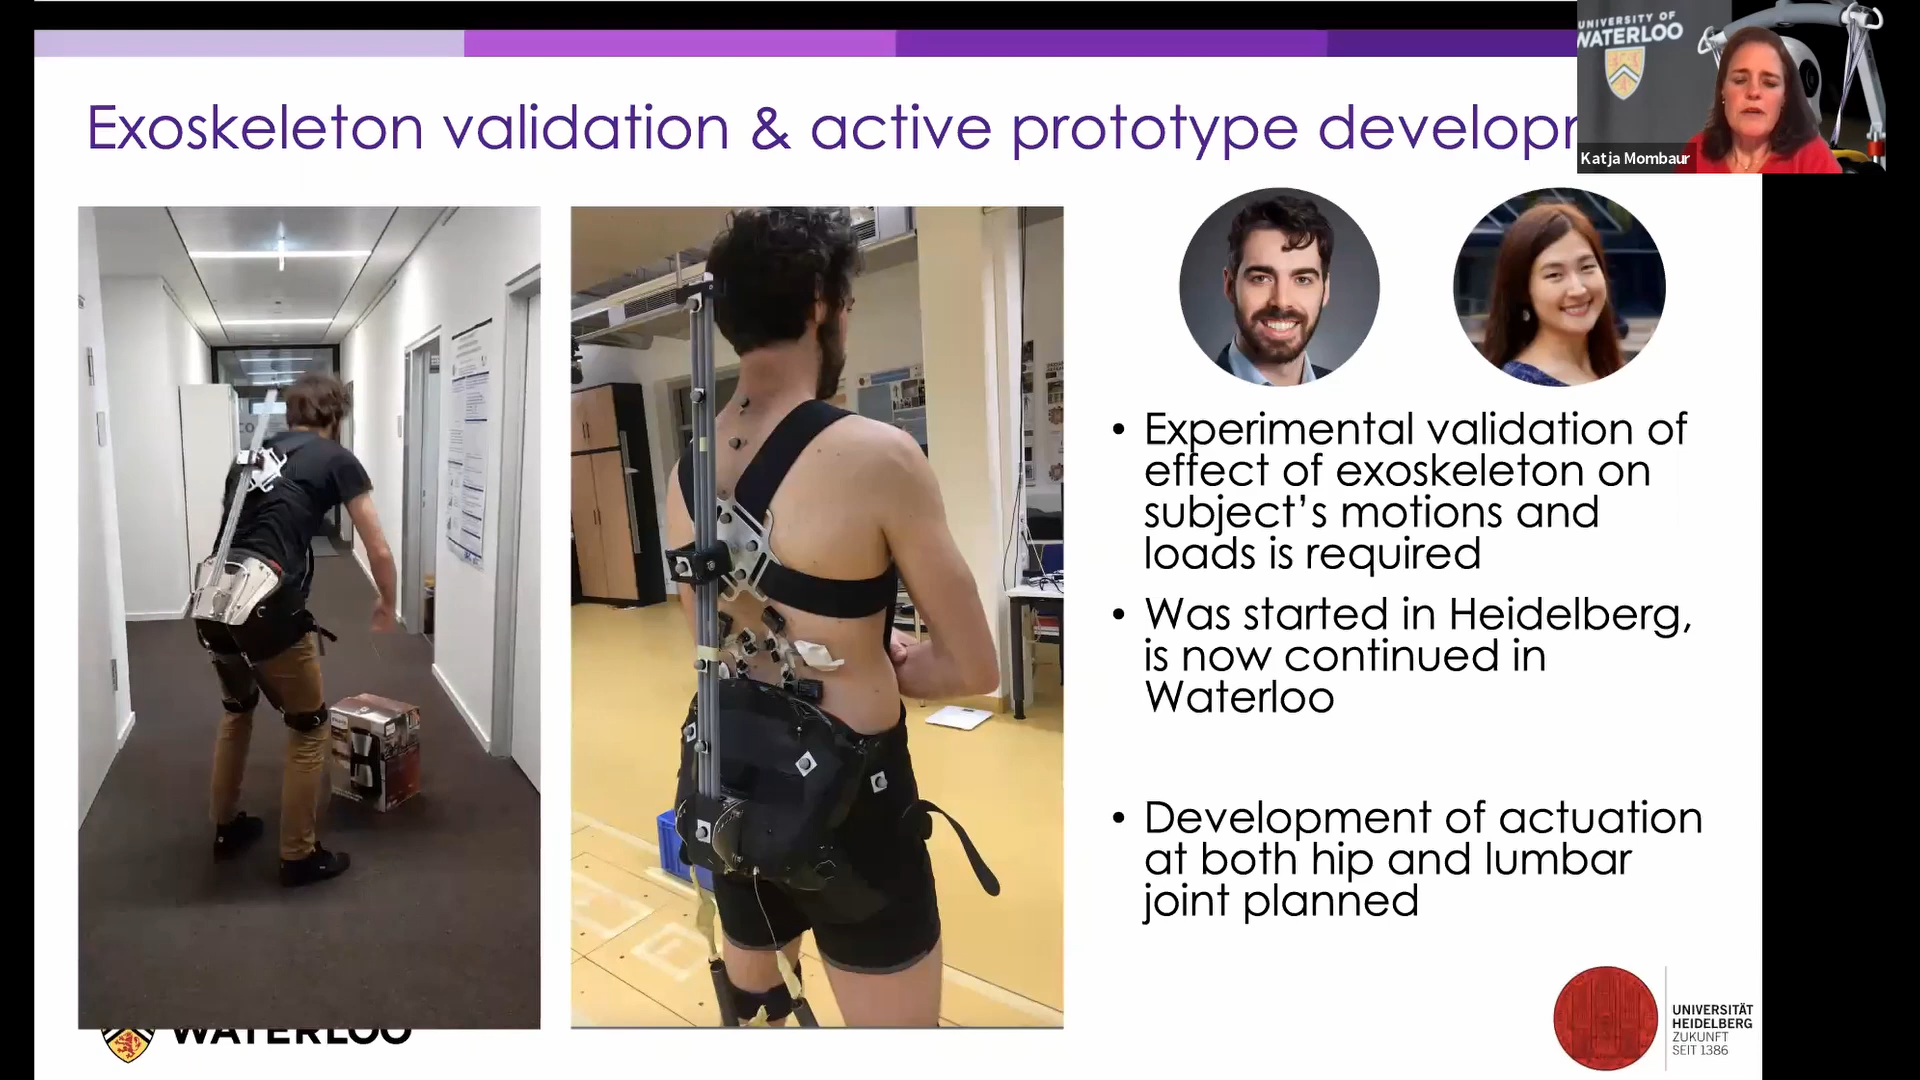 Exoskeleton validation & active prototype develop
UNIVERSITY OF
WATERLOO
Katja Mombaur
• Experimental validation of
effect of exoskeleton on
subject's motions and
loads is required
• Was started in Heidelberg,
is now continued in
Waterloo
• Development of actuation
at both hip and lumbar
joint planned
WATERLOO
UNIVERSITÄT
HEIDELBERG
ZUKUNFT
SEIT 1386